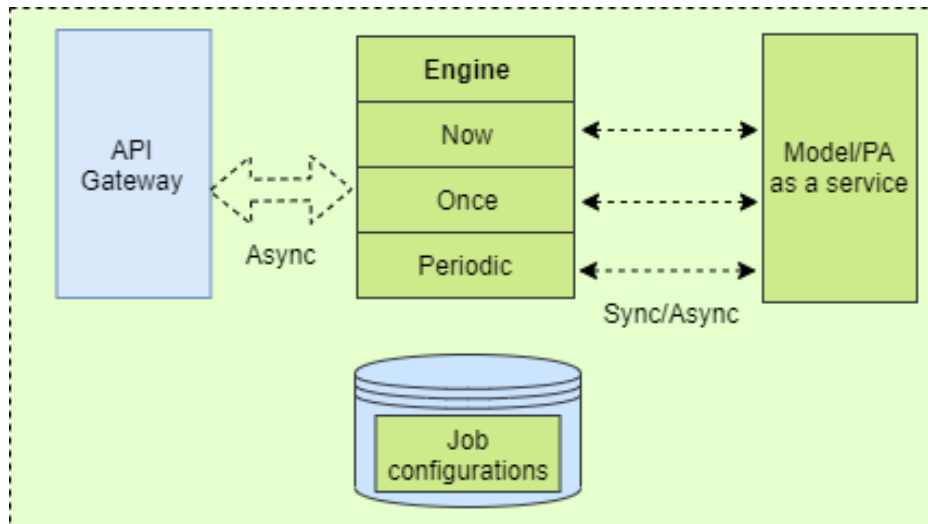 API
Gateway
Async
Engine
Now
Once
Periodic
Sync/Async
Model/PA
as a service
Job
configurations